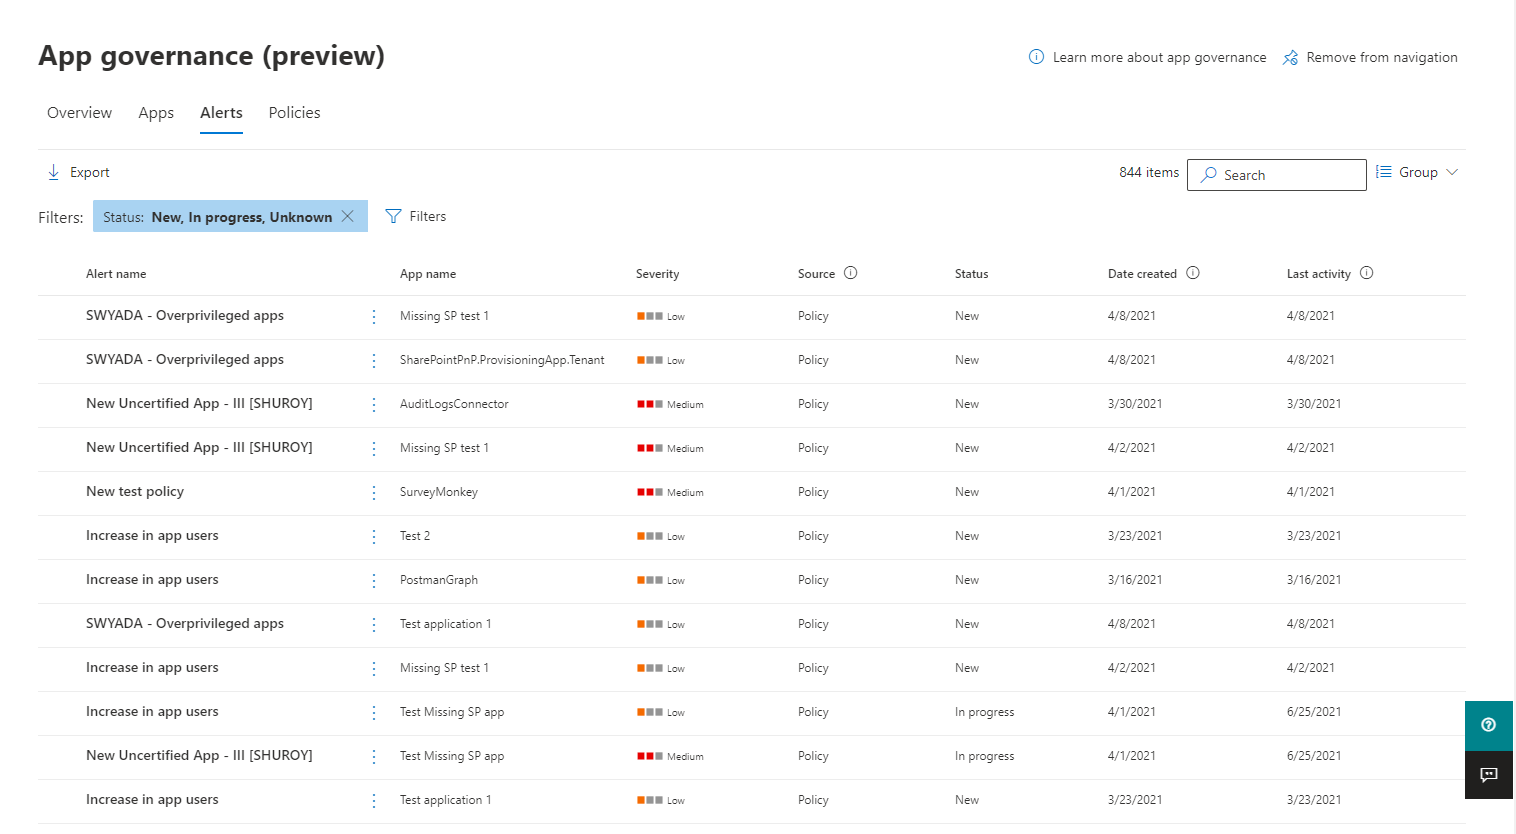 App governance (preview)
Learn more about app governance Remove from navigation
Overview Apps Alerts Policies
Export 844 items Search Group
Filters: Status: New, In progress, Unknown Filters
Alert name App name Severity Source Status Date created Last activity
SWYADA - Overprivileged apps Missing SP test 1 Low Policy New 4/8/2021 4/8/2021
SWYADA - Overprivileged apps SharePointPnP.ProvisioningApp.Tenant Low Policy New 4/8/2021 4/8/2021
New Uncertified App - III [SHUROY] AuditLogsConnector Medium Policy New 3/30/2021 3/30/2021
New Uncertified App - III [SHUROY] Missing SP test 1 Medium Policy New 4/2/2021 4/2/2021
New test policy SurveyMonkey Medium Policy New 4/1/2021 4/1/2021
Increase in app users Test 2 Low Policy New 3/23/2021 3/23/2021
Increase in app users PostmanGraph Low Policy New 3/16/2021 3/16/2021
SWYADA - Overprivileged apps Test application 1 Low Policy New 4/8/2021 4/8/2021
Increase in app users Missing SP test 1 Low Policy New 4/2/2021 4/2/2021
Increase in app users Test Missing SP app Low Policy In progress 4/1/2021 6/25/2021
New Uncertified App - III [SHUROY] Test Missing SP app Medium Policy In progress 4/1/2021 6/25/2021
Increase in app users Test application 1 Low Policy New 3/23/2021 3/23/2021